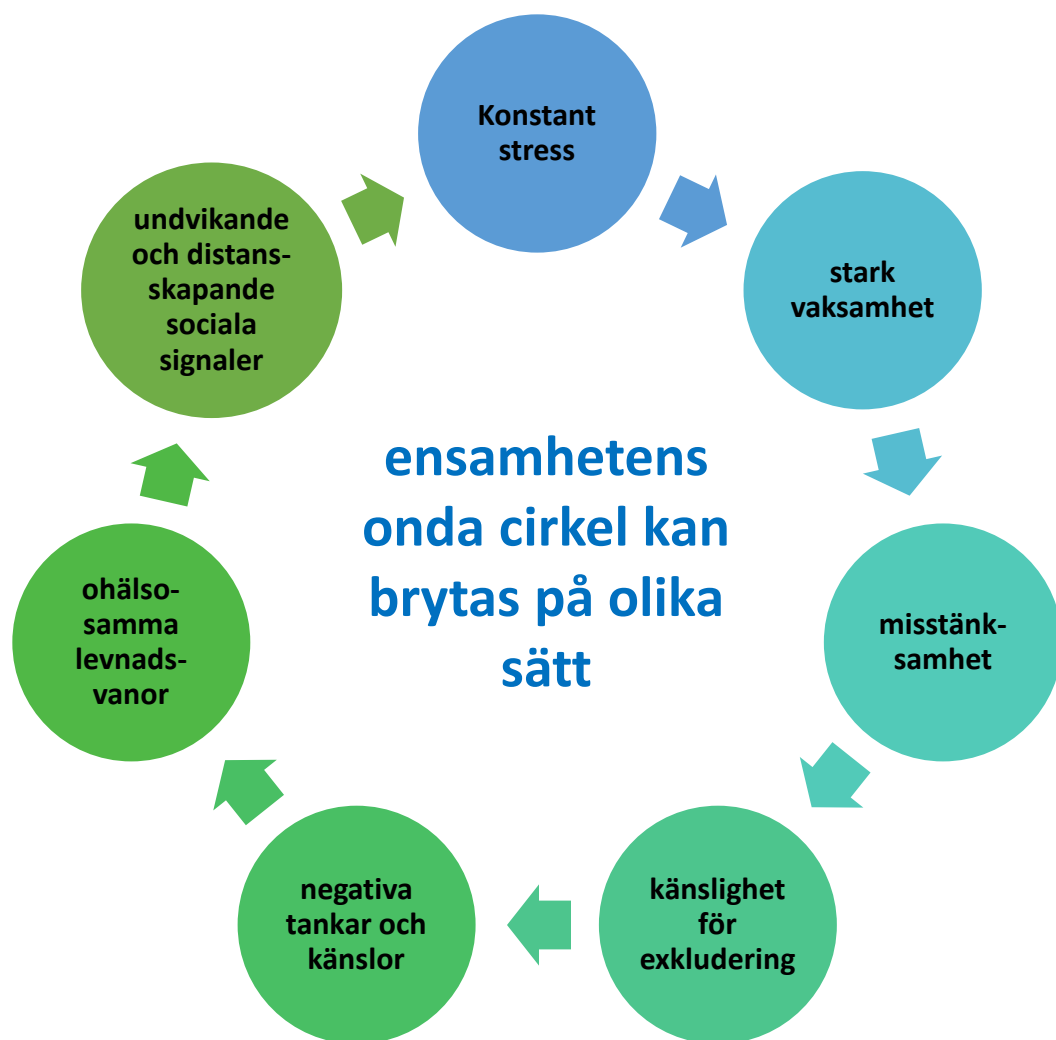 Konstant
stress
stark
vaksamhet
misstänk-
samhet
känslighet
för
exkludering
negativa
tankar och
känslor
ohälso-
samma
levnads-
vanor
undvikande
och distans-
skapande
sociala
signaler
ensamhetens
onda cirkel kan
brytas på olika
sätt